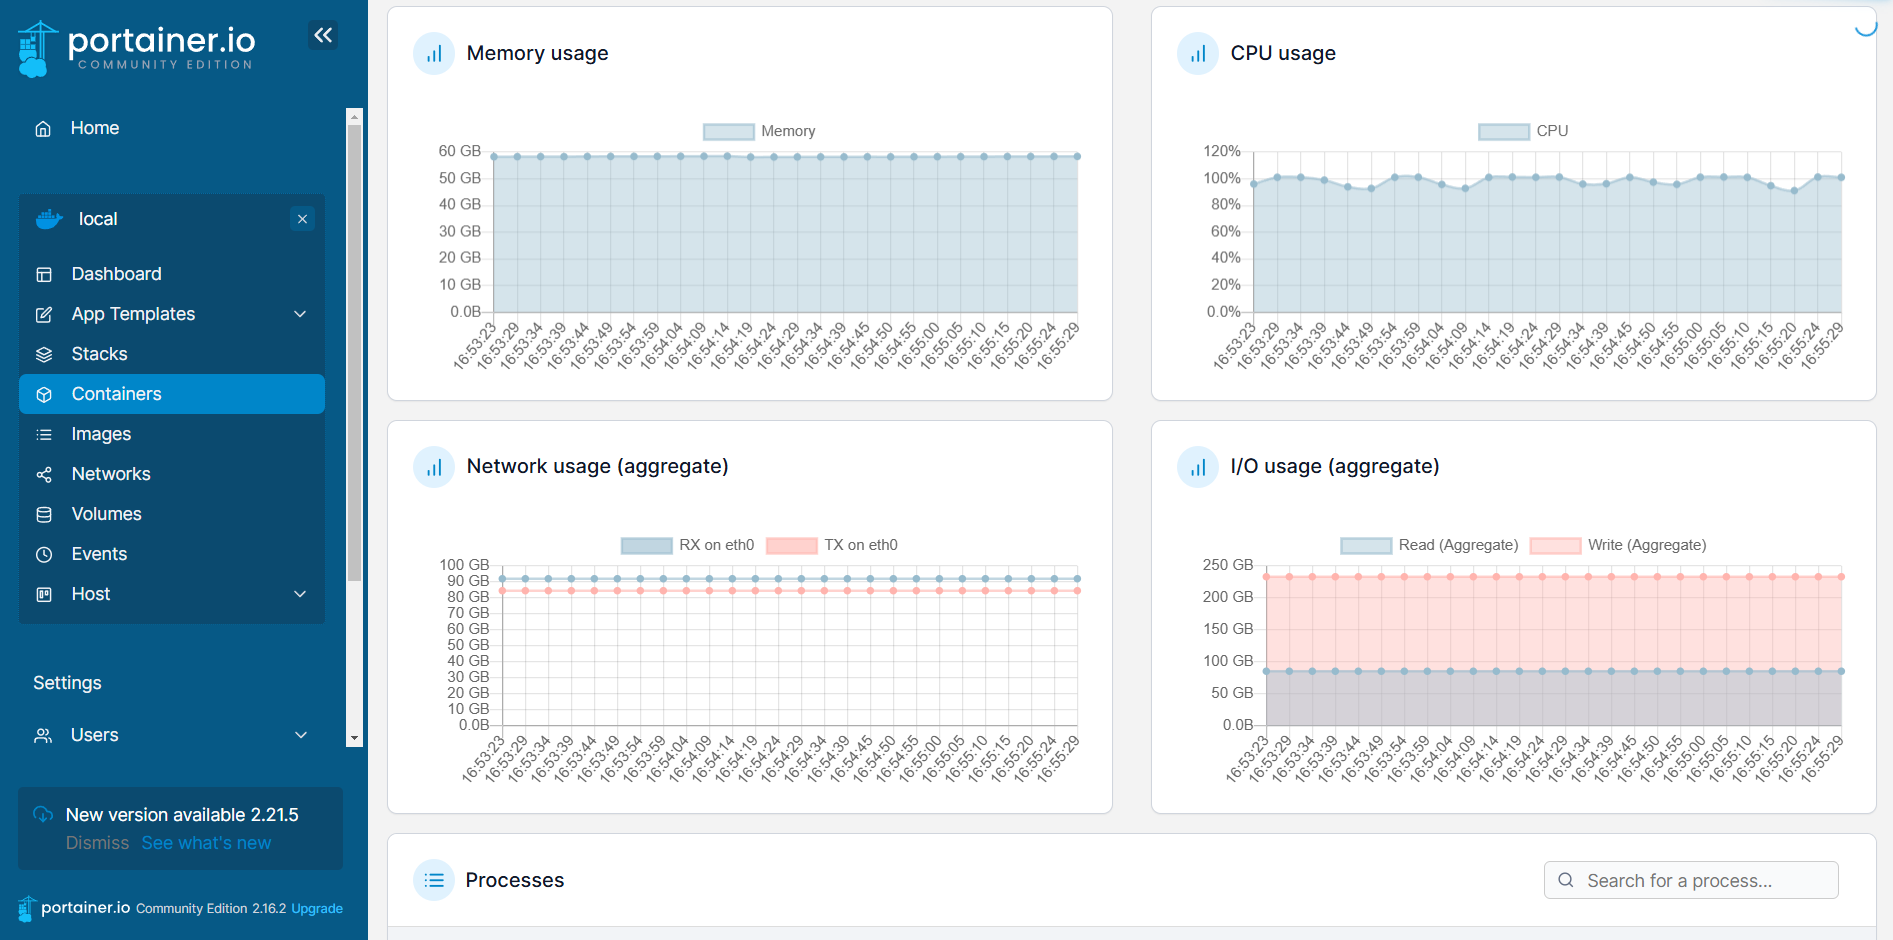 portainer.io
COMMUNITY EDITION
Home
local
Dashboard
App Templates
Stacks
Containers
Images
Networks
Volumes
Events
Host
Settings
Users
New version available 2.21.5
Dismiss See what's new
portainer.io Community Edition 2.16.2 Upgrade
Memory usage
Memory
60 GB
50 GB
40 GB
30 GB
20 GB
10 GB
0.0B
16:53:23 16:53:29 16:53:34 16:53:39 16:53:44 16:53:49 16:53:54 16:53:59 16:54:04 16:54:09 16:54:14 16:54:19 16:54:24 16:54:29 16:54:34 16:54:39 16:54:45 16:54:50 16:54:55 16:55:00 16:55:05 16:55:10 16:55:15 16:55:20 16:55:24 16:55:29
CPU usage
CPU
120%
100%
80%
60%
40%
20%
0.0%
16:53:23 16:53:29 16:53:34 16:53:39 16:53:44 16:53:49 16:53:54 16:53:59 16:54:04 16:54:09 16:54:14 16:54:19 16:54:24 16:54:29 16:54:34 16:54:39 16:54:45 16:54:50 16:54:55 16:55:00 16:55:05 16:55:10 16:55:15 16:55:20 16:55:24 16:55:29
Network usage (aggregate)
RX on eth0 TX on eth0
100 GB
90 GB
80 GB
70 GB
60 GB
50 GB
40 GB
30 GB
20 GB
10 GB
0.0B
16:53:23 16:53:29 16:53:34 16:53:39 16:53:44 16:53:49 16:53:54 16:53:59 16:54:04 16:54:09 16:54:14 16:54:19 16:54:24 16:54:29 16:54:34 16:54:39 16:54:45 16:54:50 16:54:55 16:55:00 16:55:05 16:55:10 16:55:15 16:55:20 16:55:24 16:55:29
I/O usage (aggregate)
Read (Aggregate) Write (Aggregate)
250 GB
200 GB
150 GB
100 GB
50 GB
0.0B
16:53:23 16:53:29 16:53:34 16:53:39 16:53:44 16:53:49 16:53:54 16:53:59 16:54:04 16:54:09 16:54:14 16:54:19 16:54:24 16:54:29 16:54:34 16:54:39 16:54:45 16:54:50 16:54:55 16:55:00 16:55:05 16:55:10 16:55:15 16:55:20 16:55:24 16:55:29
Processes
Search for a process...